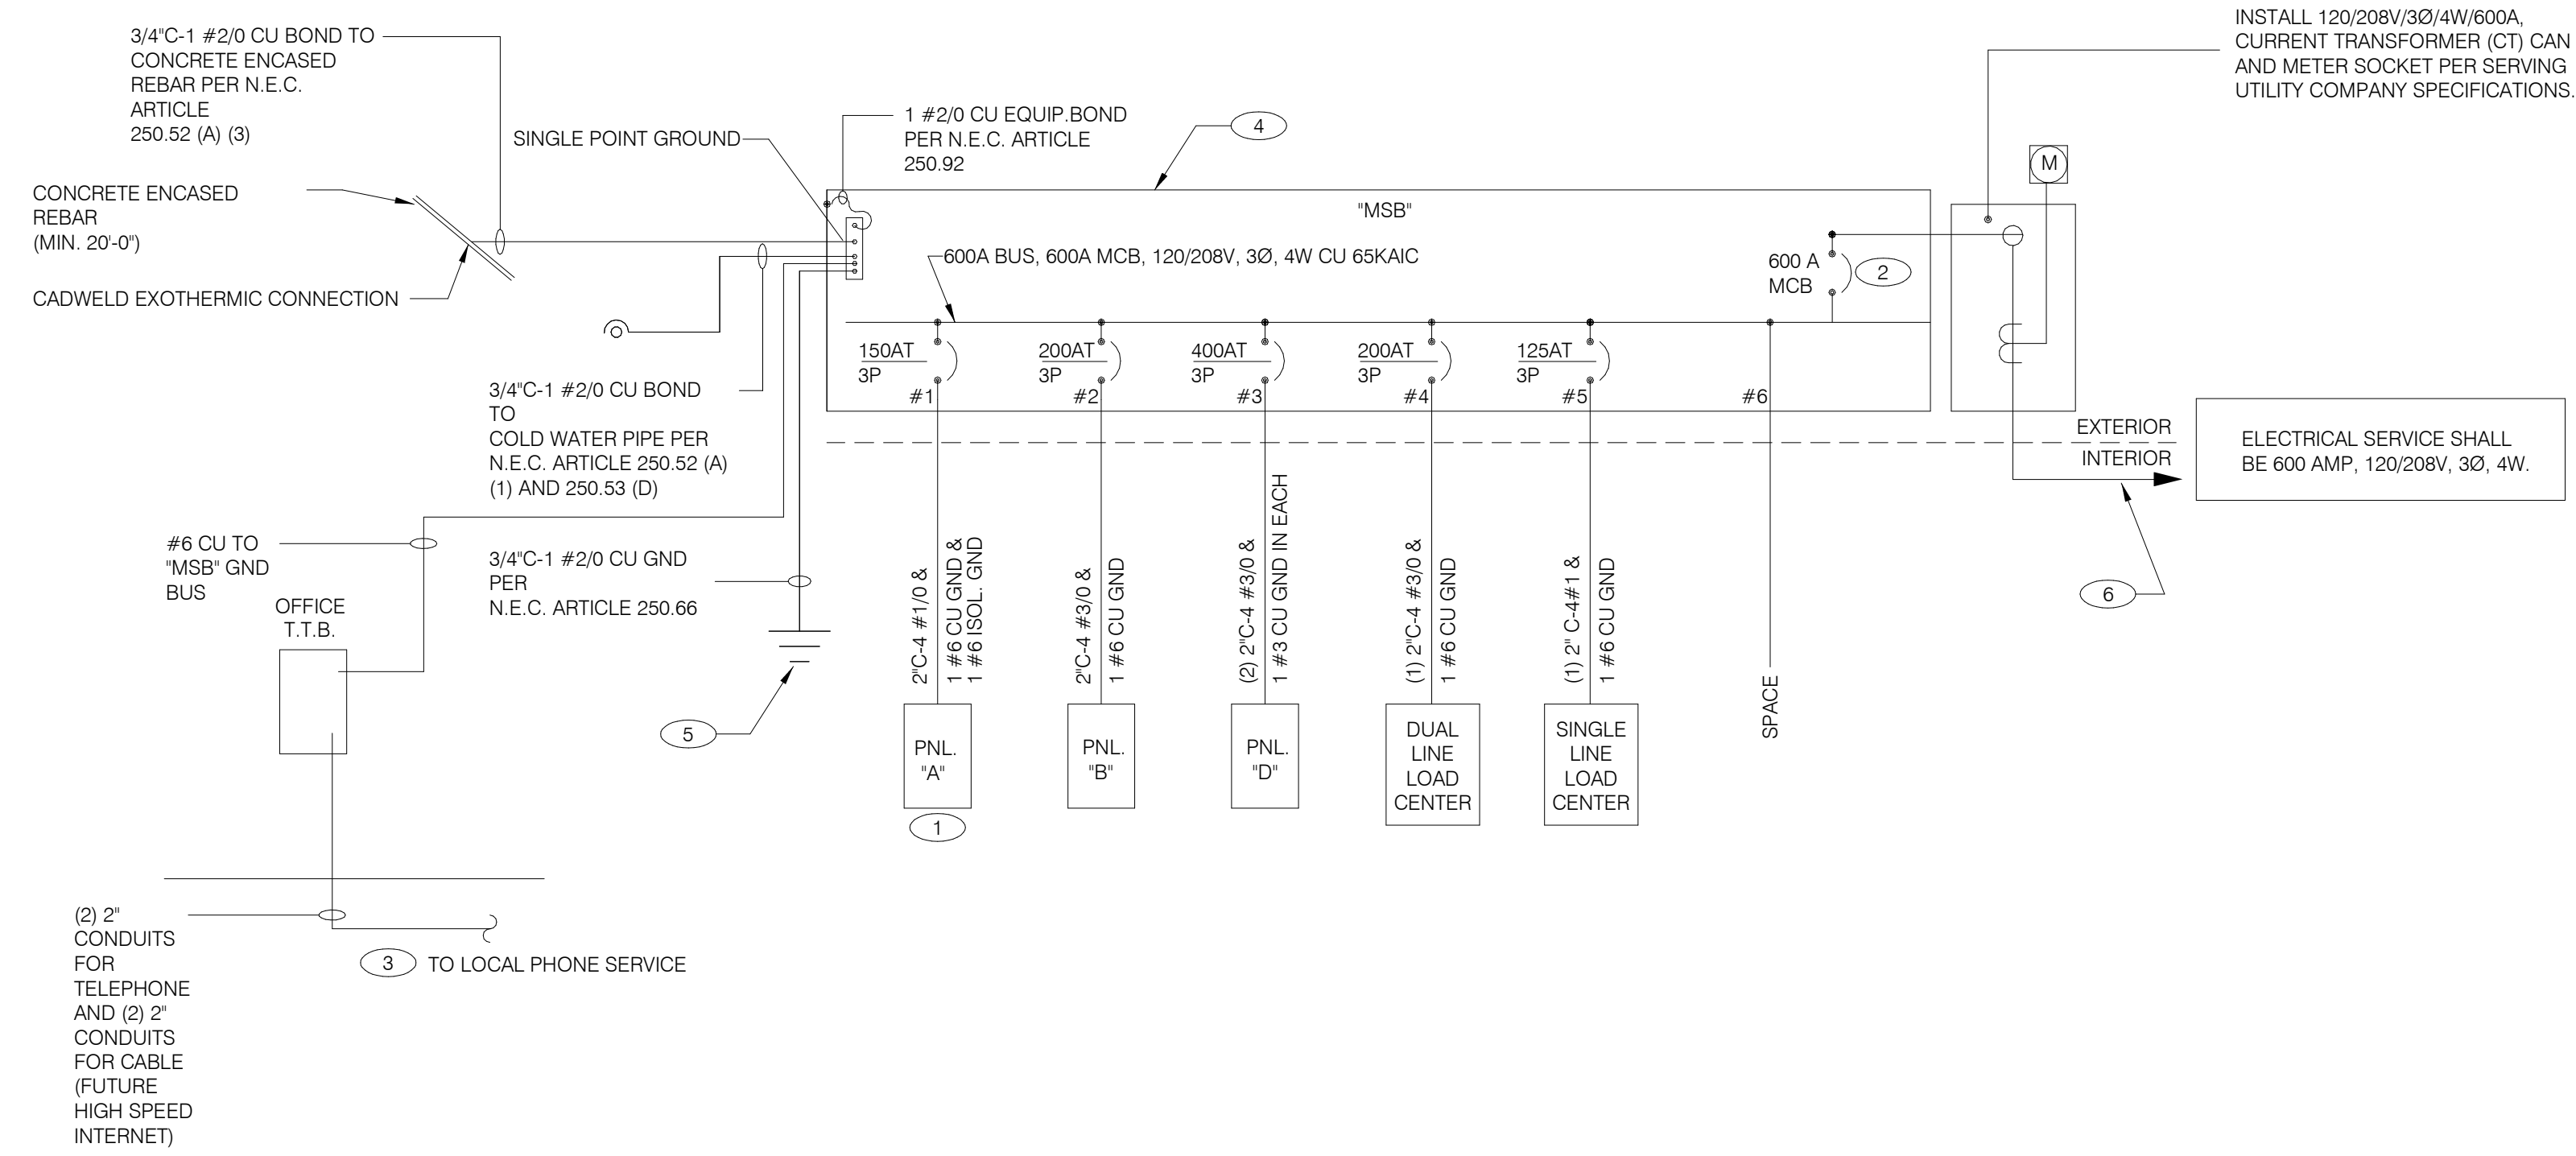 3/4"C-1 #2/0 CU BOND TO
CONCRETE ENCASED
REBAR PER N.E.C.
ARTICLE
250.52 (A) (3)
SINGLE POINT GROUND
1 #2/0 CU EQUIP.BOND
PER N.E.C. ARTICLE
250.92
4
INSTALL 120/208V/3Ø/4W/600A,
CURRENT TRANSFORMER (CT) CAN
AND METER SOCKET PER SERVING
UTILITY COMPANY SPECIFICATIONS.
M
CONCRETE ENCASED
REBAR
(MIN. 20'-0")
CADWELD EXOTHERMIC CONNECTION
"MSB"
600A BUS, 600A MCB, 120/208V, 3Ø, 4W CU 65KAIC
600 A
MCB
2
150AT
3P
#1
200AT
3P
#2
400AT
3P
#3
200AT
3P
#4
125AT
3P
#5
#6
EXTERIOR
INTERIOR
ELECTRICAL SERVICE SHALL
BE 600 AMP, 120/208V, 3Ø, 4W.
6
3/4"C-1 #2/0 CU BOND
TO
COLD WATER PIPE PER
N.E.C. ARTICLE 250.52 (A)
(1) AND 250.53 (D)
#6 CU TO
"MSB" GND
BUS
3/4"C-1 #2/0 CU GND
PER
N.E.C. ARTICLE 250.66
OFFICE
T.T.B.
5
2"C-4 #1/0 &
1 #6 CU GND &
1 #6 ISOL. GND
2"C-4 #3/0 &
1 #6 CU GND
(2) 2"C-4 #3/0 &
1 #3 CU GND IN EACH
(1) 2"C-4 #3/0 &
1 #6 CU GND
(1) 2" C-4#1 &
1 #6 CU GND
SPACE
PNL.
"A"
1
PNL.
"B"
PNL.
"D"
DUAL
LINE
LOAD
CENTER
SINGLE
LINE
LOAD
CENTER
(2) 2"
CONDUITS
FOR
TELEPHONE
AND (2) 2"
CONDUITS
FOR CABLE
(FUTURE
HIGH SPEED
INTERNET)
3
TO LOCAL PHONE SERVICE